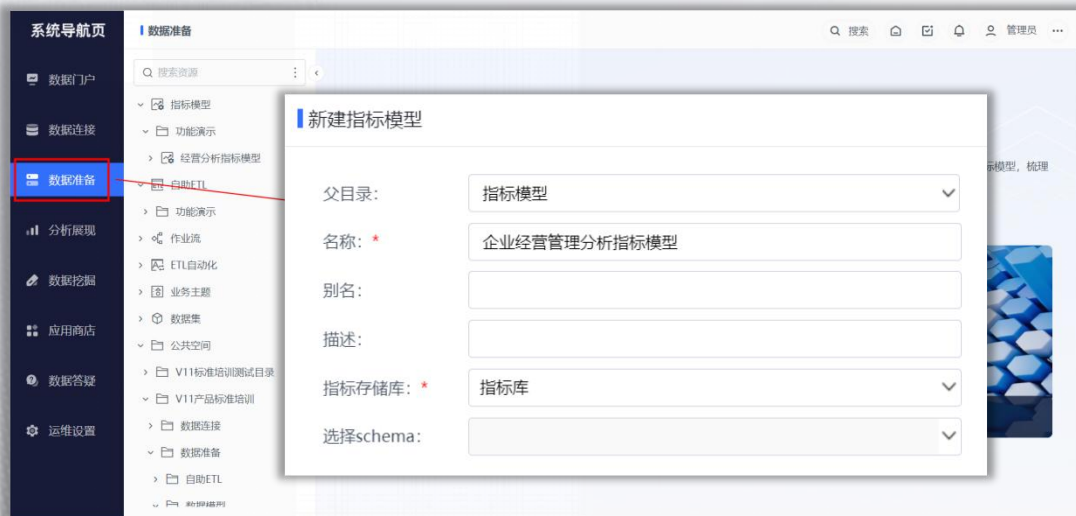 系统导航页
数据门户
数据连接
数据准备
分析展现
数据挖掘
应用商店
数据答疑
运维设置
数据准备
搜索
管理员
搜索资源
指标模型
功能演示
经营分析指标模型
自助ETL
功能演示
作业流
ETL自动化
业务主题
数据集
公共空间
V11标准培训测试目录
V11产品标准培训
数据连接
数据准备
自助ETL
数据模型
新建指标模型
父目录：
指标模型
名称：*
企业经营管理分析指标模型
别名：
描述：
指标存储库：*
指标库
选择schema：
标模型，梳理